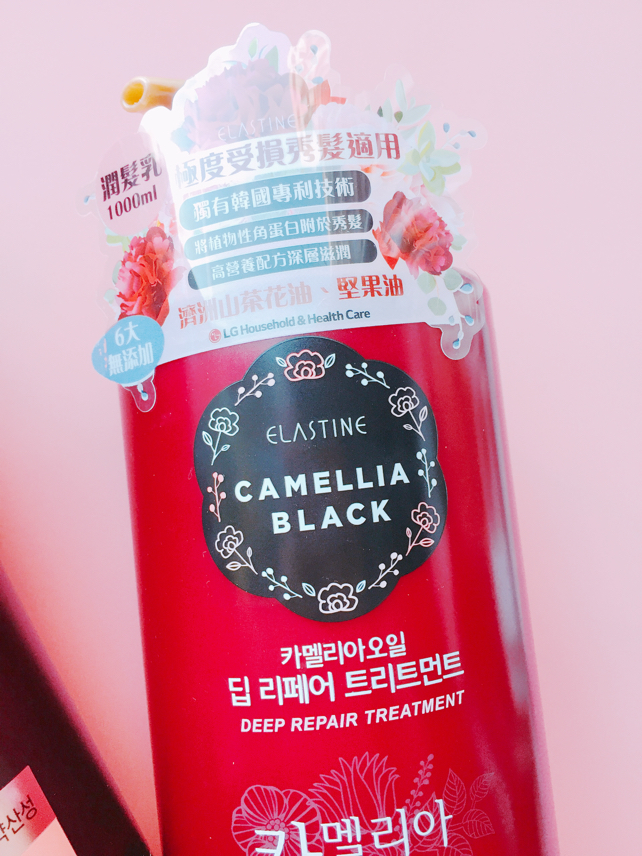 ELASTINE
極度受損秀髮適用
潤髮乳
1000ml
獨有韓國專利技術
將植物性角蛋白附於秀髮
高營養配方深層滋潤
濟洲山茶花油、堅果油
LG Household & Health Care
6大
無添加
ELASTINE
CAMELLIA
BLACK
카멜리아오일
딥 리페어 트리트먼트
DEEP REPAIR TREATMENT
카멜리아
약산성